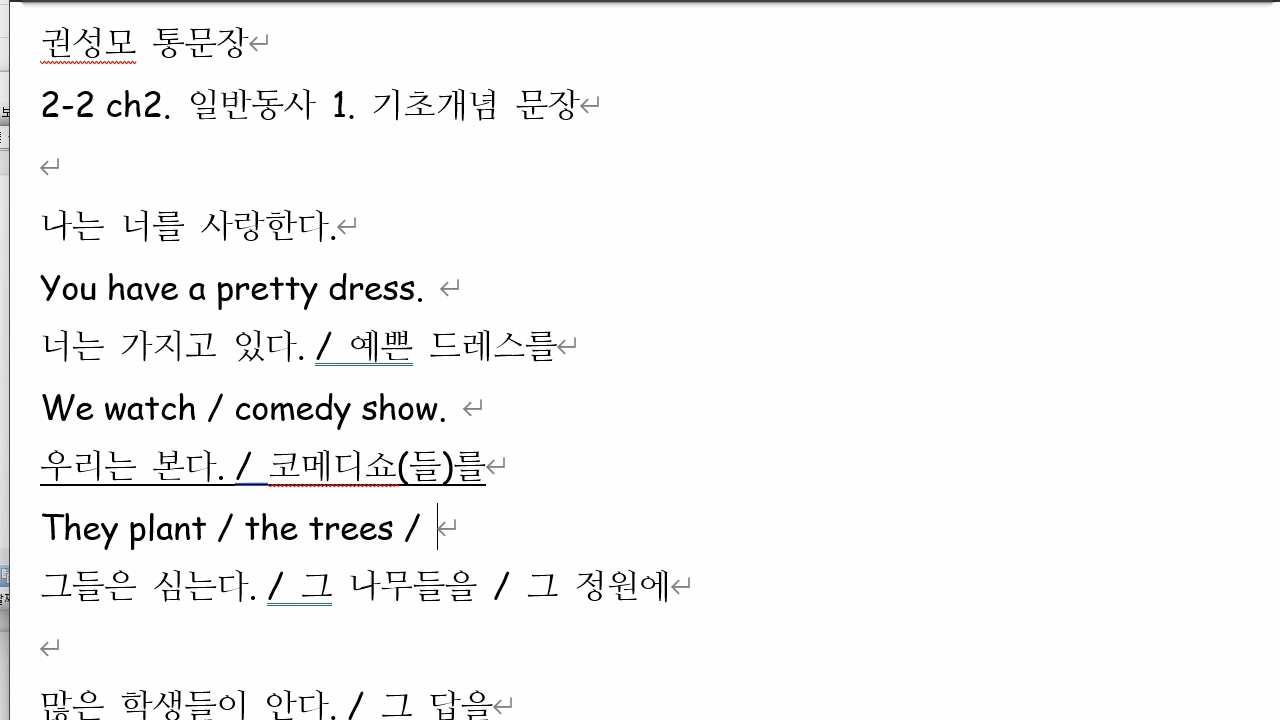 권성모 통문장
2-2 ch2. 일반동사 1. 기초개념 문장
나는 너를 사랑한다.
You have a pretty dress.
너는 가지고 있다. / 예쁜 드레스를
We watch / comedy show.
우리는 본다. / 코메디쇼(들)를
They plant / the trees /
그들은 심는다. / 그 나무들을 / 그 정원에
많은 학생들이 안다. / 그 답을